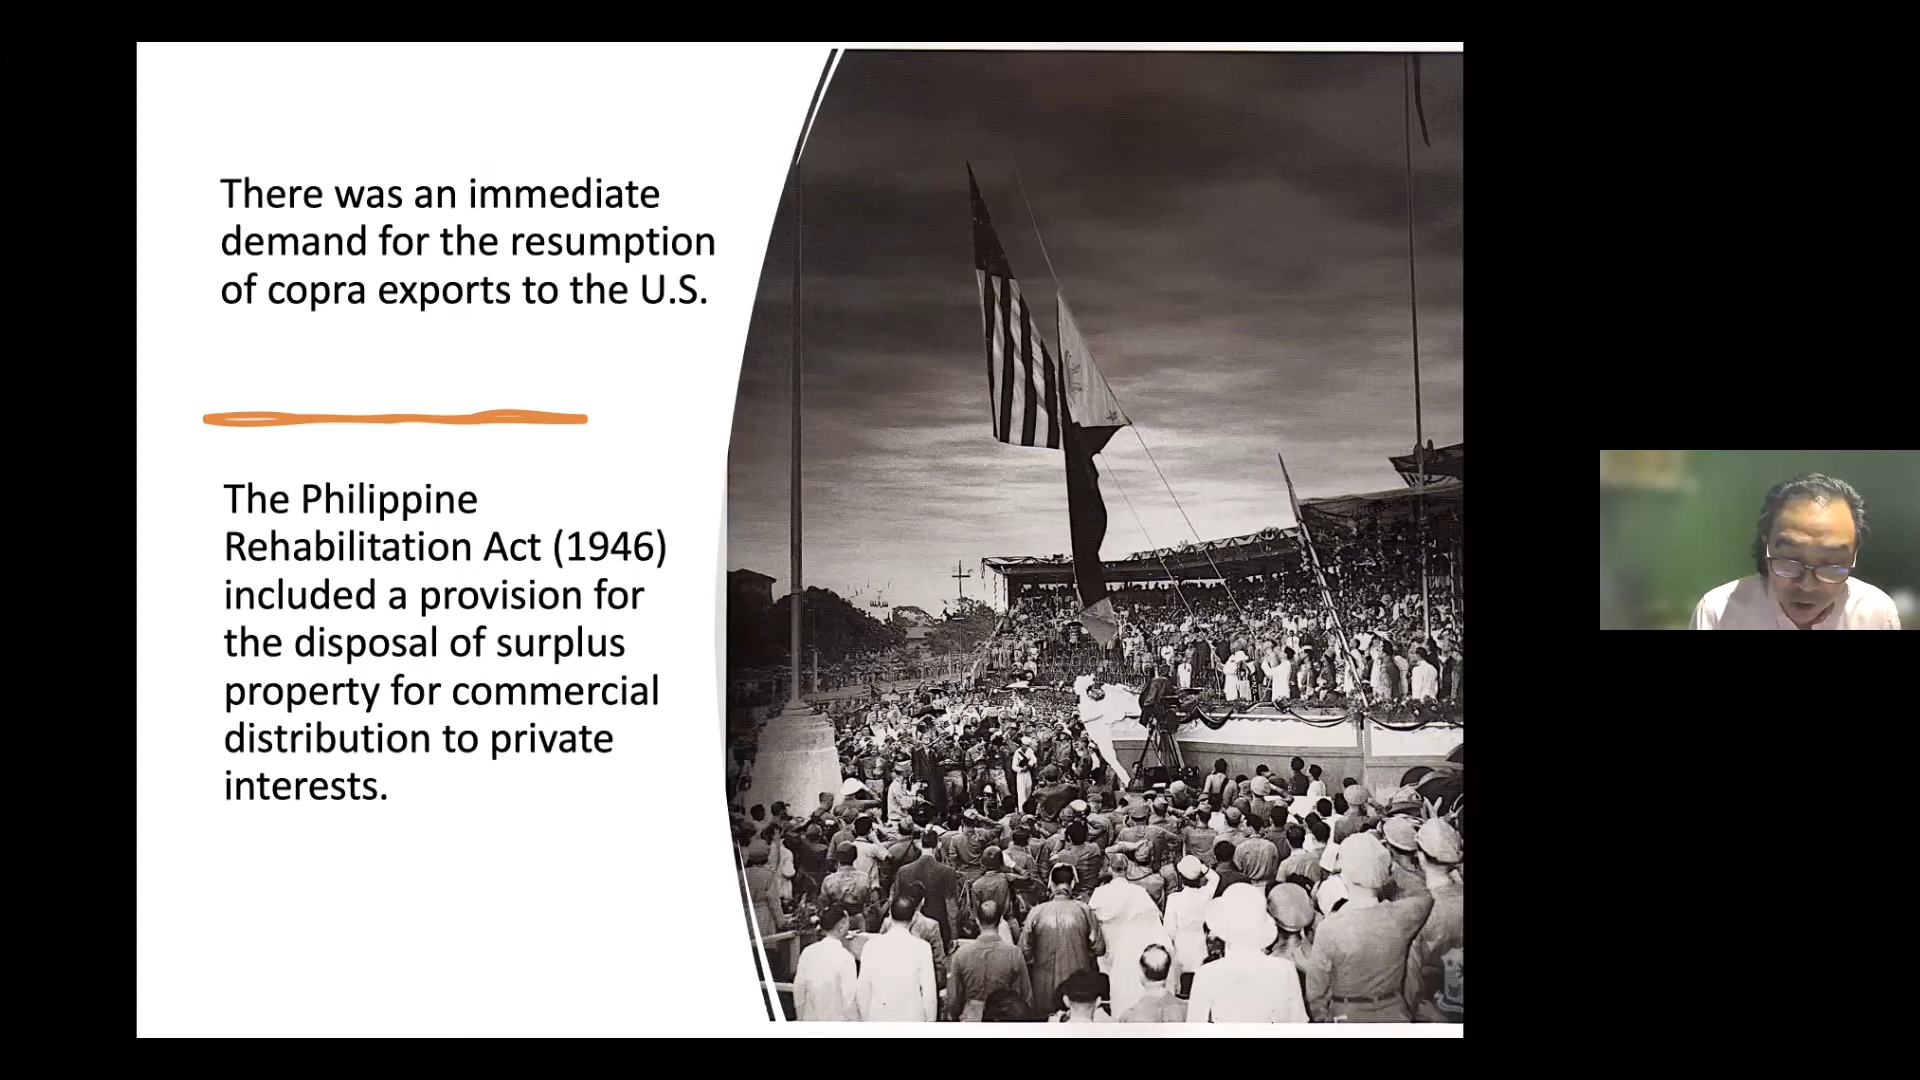 There was an immediate
demand for the resumption
of copra exports to the U.S.
The Philippine
Rehabilitation Act (1946)
included a provision for
the disposal of surplus
property for commercial
distribution to private
interests.